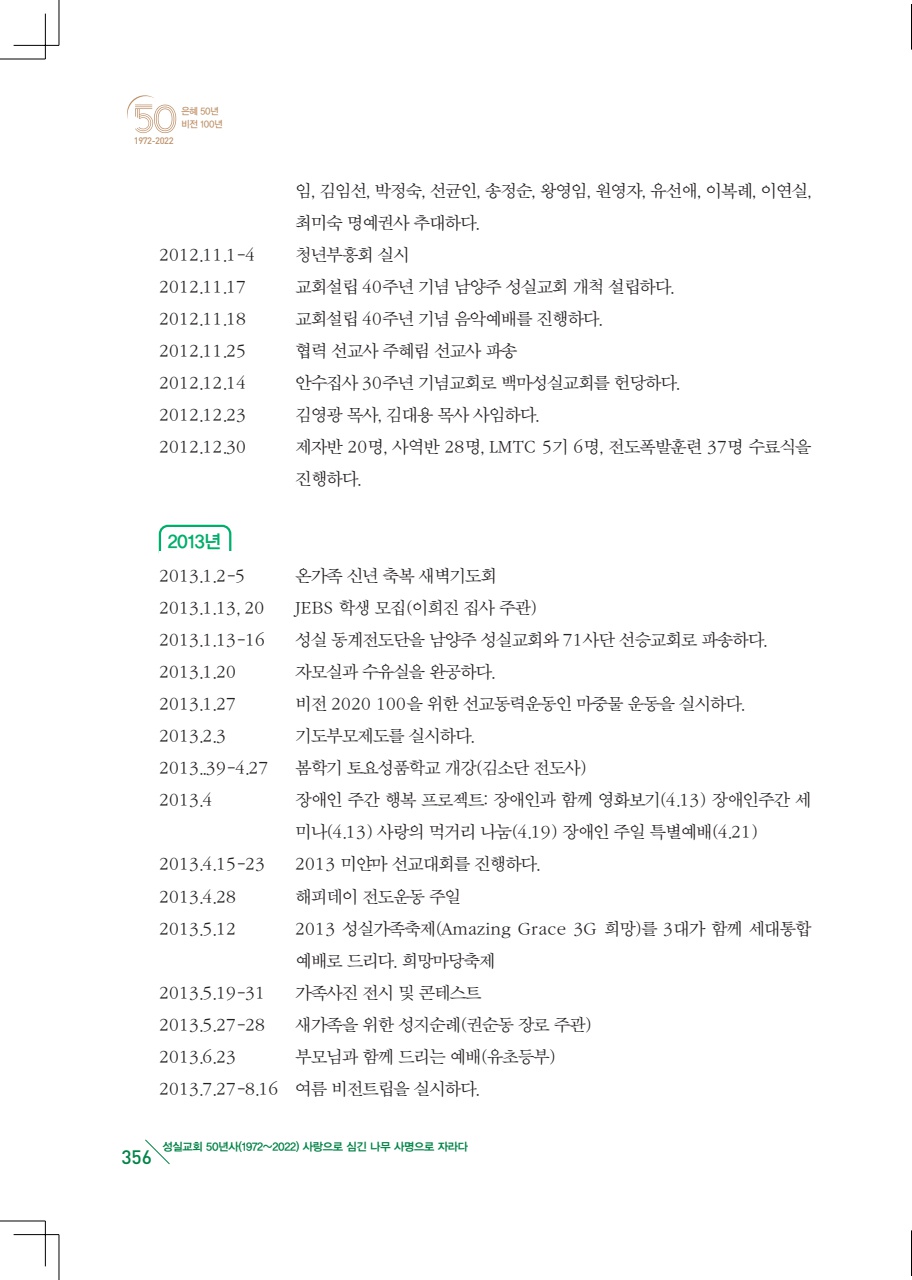 50 은혜 50년
비전 100년
1972-2022
임, 김임선, 박정숙, 선균인, 송정순, 왕영임, 원영자, 유선애, 이복례, 이연실,
최미숙 명예권사 추대하다.
2012.11.1-4 청년부흥회 실시
2012.11.17 교회설립 40주년 기념 남양주 성실교회 개척 설립하다.
2012.11.18 교회설립 40주년 기념 음악예배를 진행하다.
2012.11.25 협력 선교사 주혜림 선교사 파송
2012.12.14 안수집사 30주년 기념교회로 백마성실교회를 헌당하다.
2012.12.23 김영광 목사, 김대용 목사 사임하다.
2012.12.30 제자반 20명, 사역반 28명, LMTC 5기 6명, 전도폭발훈련 37명 수료식을
진행하다.
2013년
2013.1.2-5 온가족 신년 축복 새벽기도회
2013.1.13, 20 JEBS 학생 모집(이희진 집사 주관)
2013.1.13-16 성실 동계전도단을 남양주 성실교회와 71사단 선승교회로 파송하다.
2013.1.20 자모실과 수유실을 완공하다.
2013.1.27 비전 2020 100을 위한 선교동력운동인 마중물 운동을 실시하다.
2013.2.3 기도부모제도를 실시하다.
2013..39-4.27 봄학기 토요성품학교 개강(김소단 전도사)
2013.4 장애인 주간 행복 프로젝트: 장애인과 함께 영화보기(4.13) 장애인주간 세
미나(4.13) 사랑의 먹거리 나눔(4.19) 장애인 주일 특별예배(4.21)
2013.4.15-23 2013 미얀마 선교대회를 진행하다.
2013.4.28 해피데이 전도운동 주일
2013.5.12 2013 성실가족축제(Amazing Grace 3G 희망)를 3대가 함께 세대통합
예배로 드리다. 희망마당축제
2013.5.19-31 가족사진 전시 및 콘테스트
2013.5.27-28 새가족을 위한 성지순례(권순동 장로 주관)
2013.6.23 부모님과 함께 드리는 예배(유초등부)
2013.7.27-8.16 여름 비전트립을 실시하다.
356 성실교회 50년사(1972~2022) 사랑으로 심긴 나무 사명으로 자라다